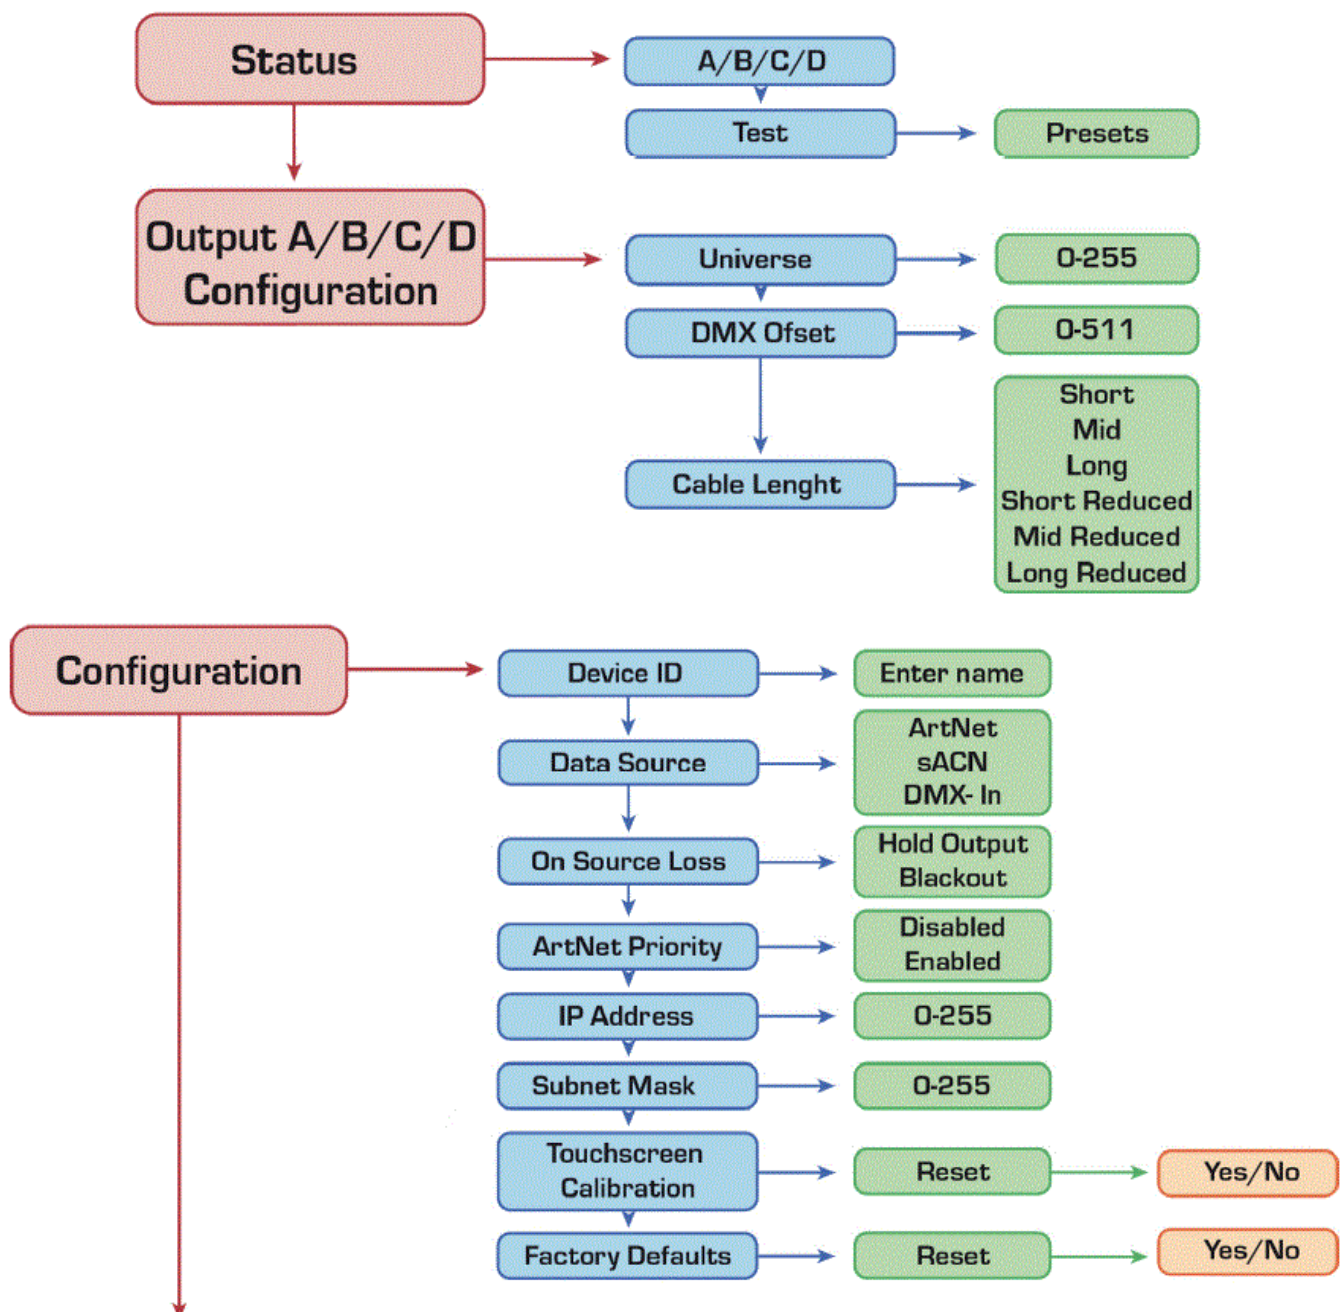 Status
A/B/C/D
Test
Presets
Output A/B/C/D
Configuration
Universe
0-255
DMX Ofset
0-511
Cable Lenght
Short
Mid
Long
Short Reduced
Mid Reduced
Long Reduced
Configuration
Device ID
Enter name
Data Source
ArtNet
sACN
DMX- In
On Source Loss
Hold Output
Blackout
ArtNet Priority
Disabled
Enabled
IP Address
0-255
Subnet Mask
0-255
Touchscreen
Calibration
Reset
Yes/No
Factory Defaults
Reset
Yes/No